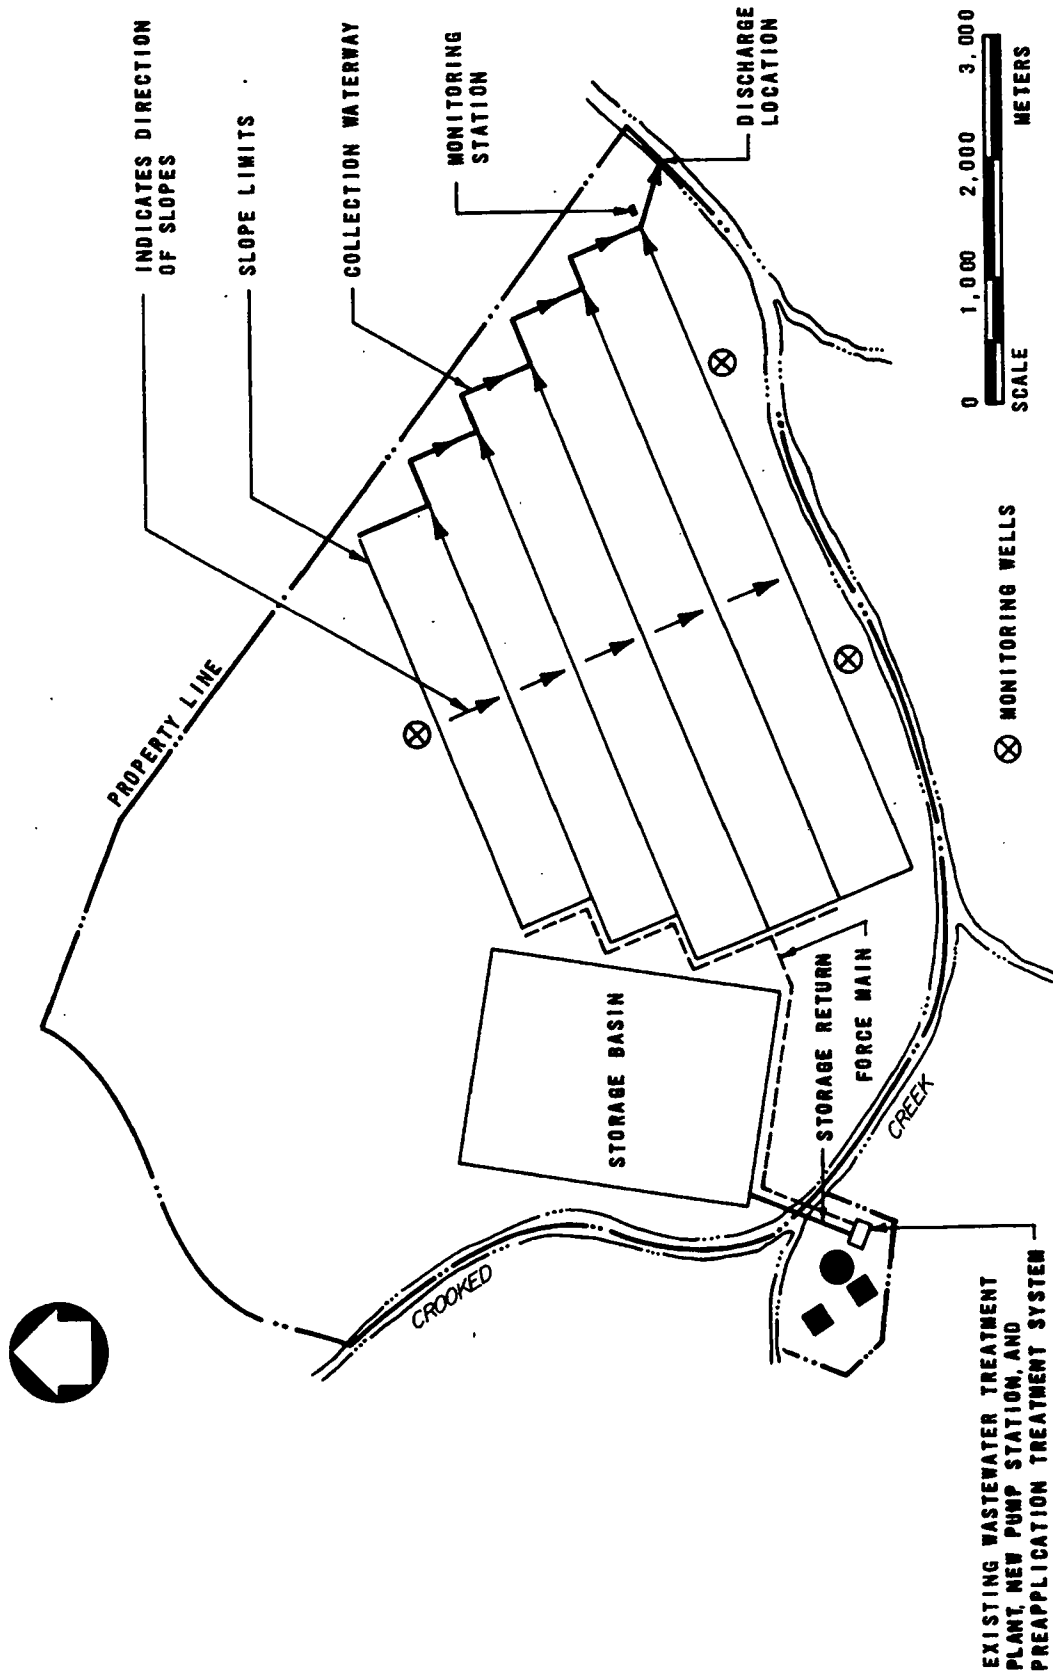 INDICATES DIRECTION
OF SLOPES
SLOPE LIMITS
COLLECTION WATERWAY
MONITORING
STATION
DISCHARGE
LOCATION
PROPERTY LINE
STORAGE BASIN
STORAGE RETURN
FORCE MAIN
CROOKED
CREEK
EXISTING WASTEWATER TREATMENT
PLANT, NEW PUMP STATION, AND
PREAPPLICATION TREATMENT SYSTEM
MONITORING WELLS
0 1,000 2,000 3,000
SCALE METERS